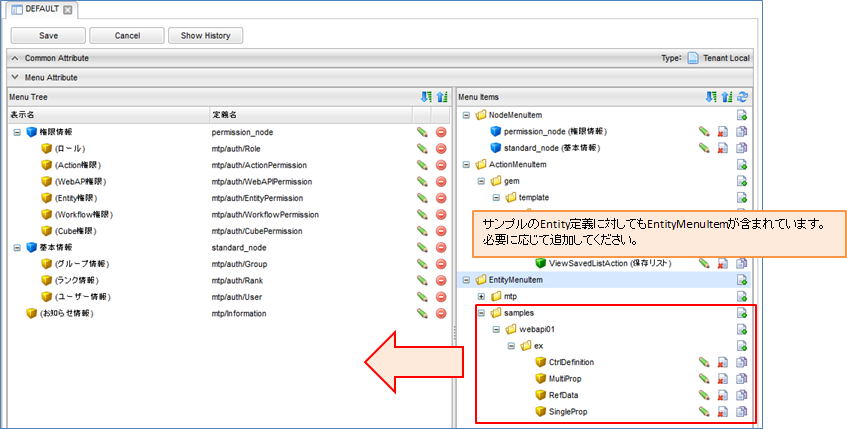 DEFAULT
Save Cancel Show History
Common Attribute Type: Tenant Local
Menu Attribute
Menu Tree
表示名 定義名
権限情報 permission_node
(ロール) mtp/auth/Role
(Action権限) mtp/auth/ActionPermission
(WebAPI権限) mtp/auth/WebAPIPermission
(Entity権限) mtp/auth/EntityPermission
(Workflow権限) mtp/auth/WorkflowPermission
(Cube権限) mtp/auth/CubePermission
基本情報 standard_node
(グループ情報) mtp/auth/Group
(ランク情報) mtp/auth/Rank
(ユーザー情報) mtp/auth/User
(お知らせ情報) mtp/Information
Menu Items
NodeMenuItem
permission_node (権限情報)
standard_node (基本情報)
ActionMenuItem
gem
template
サンプルのEntity定義に対してもEntityMenuItemが含まれています。
必要に応じて追加してください。
ViewSavedListAction (保存リスト)
EntityMenuItem
mtp
samples
webapi01
ex
CtrlDefinition
MultiProp
RefData
SingleProp